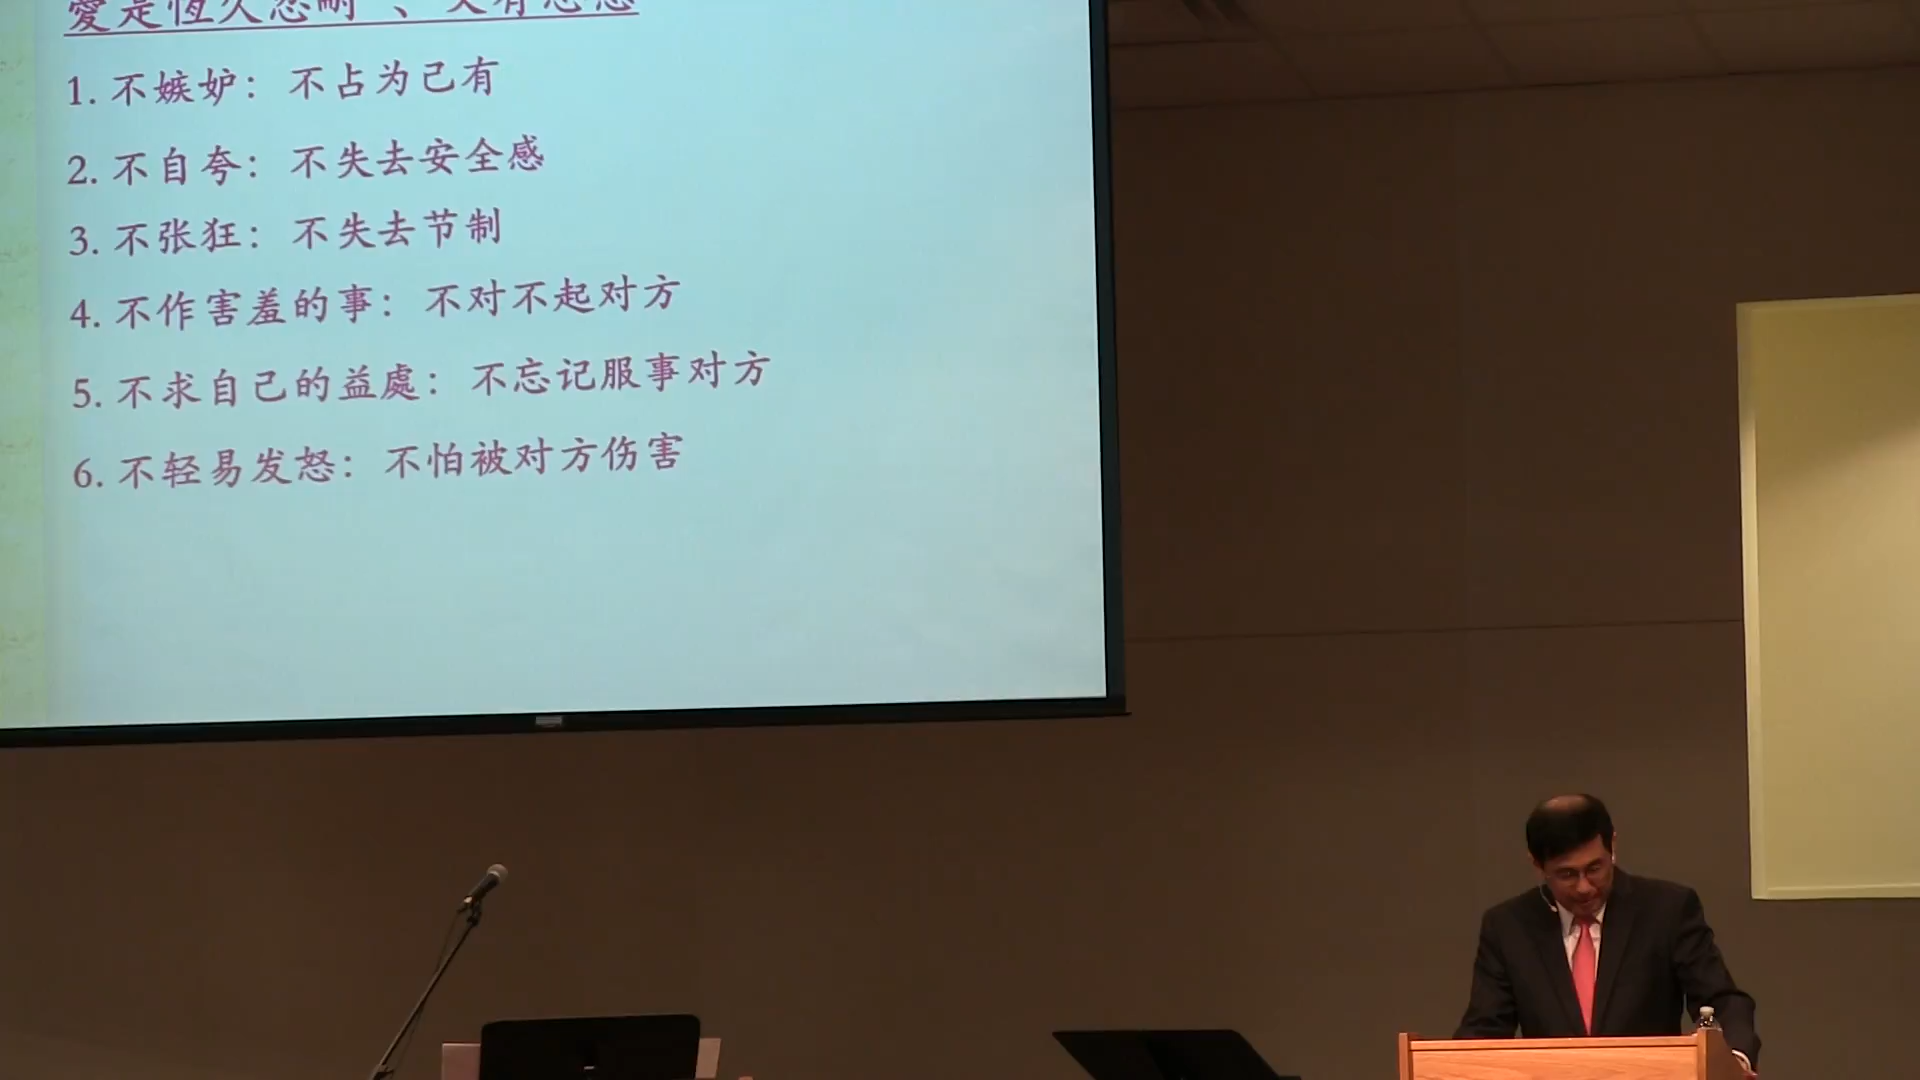 愛是恆久忍耐、又有恩慈
1. 不嫉妒：不占为己有
2. 不自夸：不失去安全感
3. 不张狂：不失去节制
4. 不作害羞的事：不对不起对方
5. 不求自己的益處：不忘记服事对方
6. 不轻易发怒：不怕被对方伤害